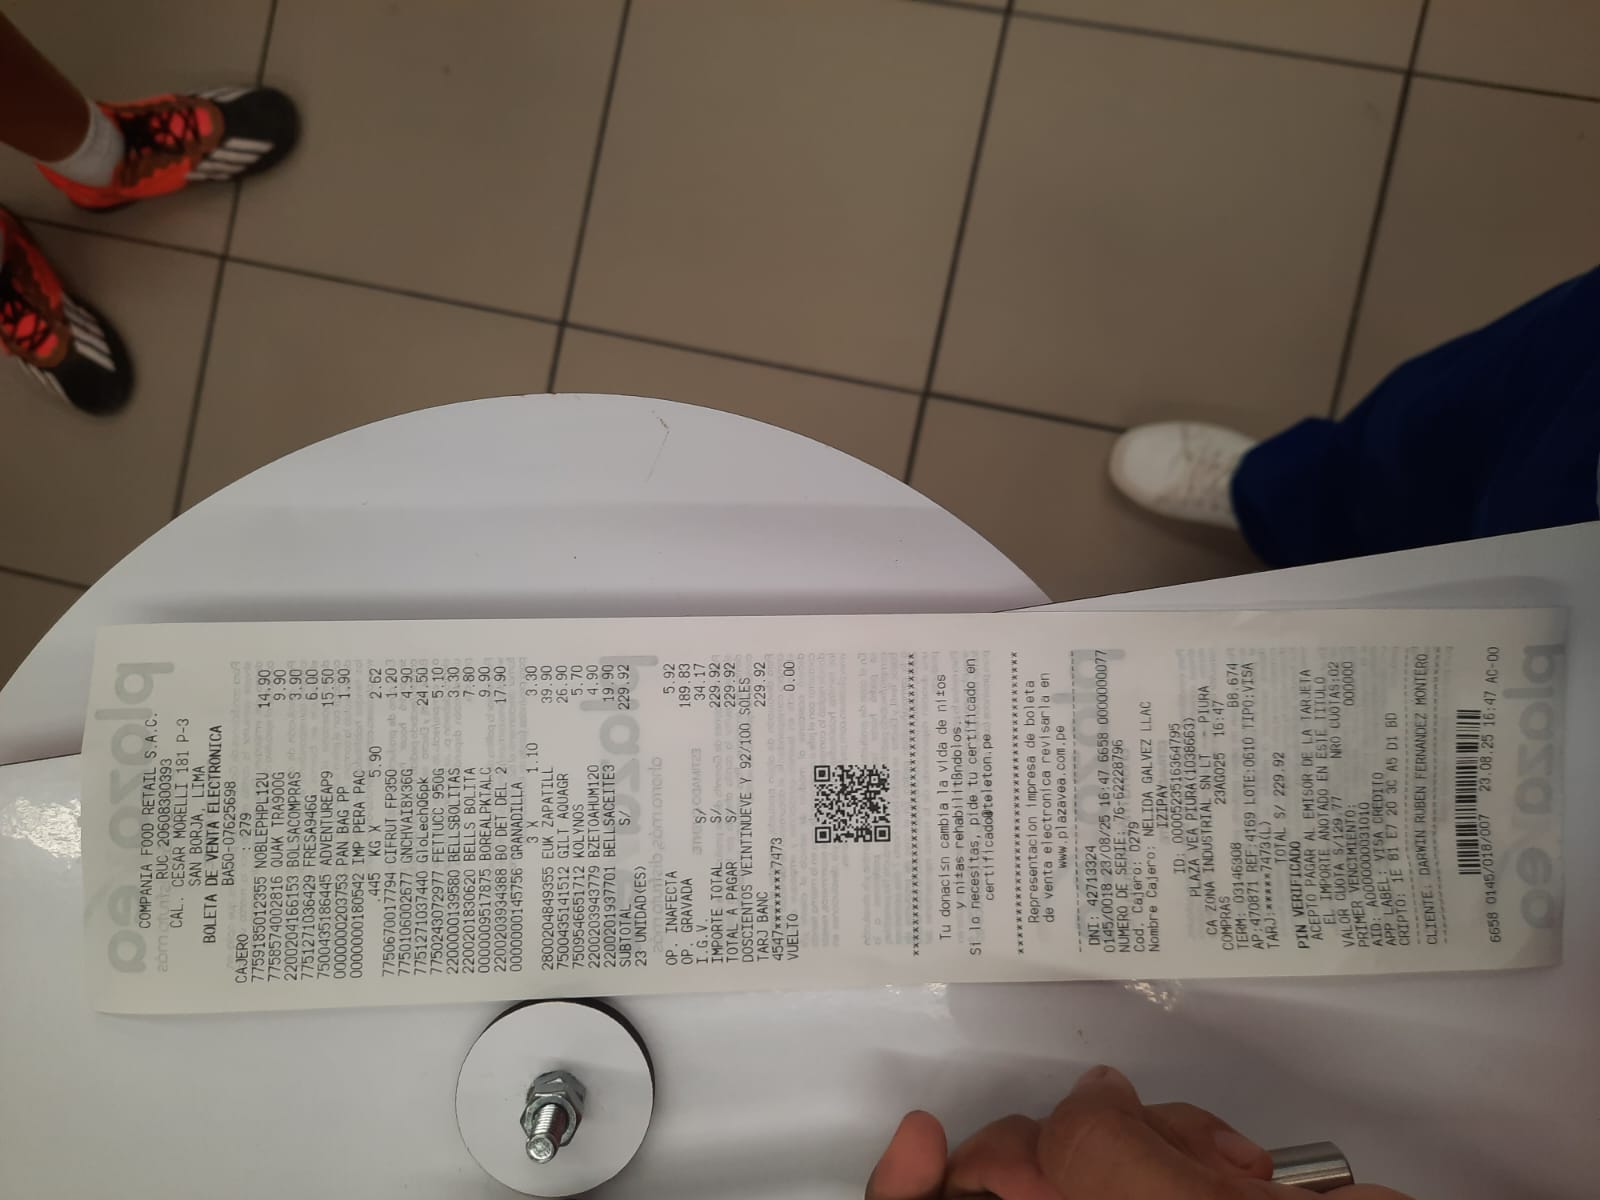 COMPANIA FOOD RETAIL S.A.C.
RUC 20608300393
CAL. CESAR MORELLI 181 P-3
SAN BORJA, LIMA
BOLETA DE VENTA ELECTRONICA
BA50-07625698
CAJERO : 279
7759185012355 NOBLEPHPL12U 14.90
7758574002816 QUAK TRA90DG 9.90
2200204166153 BOLSACOMPRAS 3.90
7751271036429 FRESA946G 6.00
7500435186445 ADVENTUREAP9 15.50
0000000203753 PAN BAG PP 1.90
0000000180542 IMP PERA PAC
.445 KG X 5.90 2.62
7750670017794 CIFRUT FP350 1.20
7750106002677 GNCHVAIBX36G 14.90
7751271037440 GloLechQ6pk 24.50
7750243072977 FETTUCC 950G 5.10
2200000139580 BELLSBOLITAS 3.30
2200201830620 BELLS BOLITA 7.80
0000009517875 BOREALPKTALC 9.90
2200203934388 BO DET DEL 2 17.90
0000000145756 GRANADILLA
3 X 1.10 3.30
2800204849355 EUK ZAPATILL 39.90
7500435141512 GILT AQUAGR 26.90
7509546651712 KOLYNOS 5.70
2200203943779 BZETOAHUM120 4.90
2200201937701 BELLSACEITE3 19.90
SUBTOTAL S/ 229.92
23 UNIDAD(ES)
OP. INAFECTA 5.92
OP. GRAVADA 189.83
I.G.V. S/ 34.17
IMPORTE TOTAL S/ 229.92
TOTAL A PAGAR S/ 229.92
DOSCIENTOS VEINTINUEVE Y 92/100 SOLES
TARJ BANC 229.92
4547********7473
VUELTO 0.00
Tu donación cambia la vida de niños
y niñas rehabilitándolos.
Si lo necesitas, pide tu certificado en
certificado@teleton.pe
Representacion impresa de boleta
de venta electronica revisarla en
www.plazavea.com.pe
DNI: 42713324
0145/0018 23/08/25 16:47 6658 0000000077
NUMERO DE SERIE 76-62228796
Cod. Cajero: 0279
Nombre Cajero: NELIDA GALVEZ LLAC
IZIPAY
ID: 0000523516364795
PLAZA VEA PIURA(1038663)
CA ZONA INDUSTRIAL SN LT - PIURA
COMPRAS 23AGO25 16:47
TERM: 03146308 B8.674
AP:470871 REF:4169 LOTE:0610 TIPO:VISA
TARJ:*****7473(L)
TOTAL S/ 229.92
PIN VERIFICADO
ACEPTO PAGAR AL EMISOR DE LA TARJETA
EL IMPORTE ANOTADO EN ESTE TITULO
VALOR CUOTA S/129.77 NRO CUOTAS:02
PRIMER VENCIMIENTO: 000000
AID: A0000000031010
APP LABEL: VISA CREDITO
CRIPTO: 1E 81 E7 20 3C A5 D1 BD
CLIENTE: DARWIN RUBEN FERNANDEZ MONTERO
6658 0145/018/007 23.08.25 16:47 AC-00